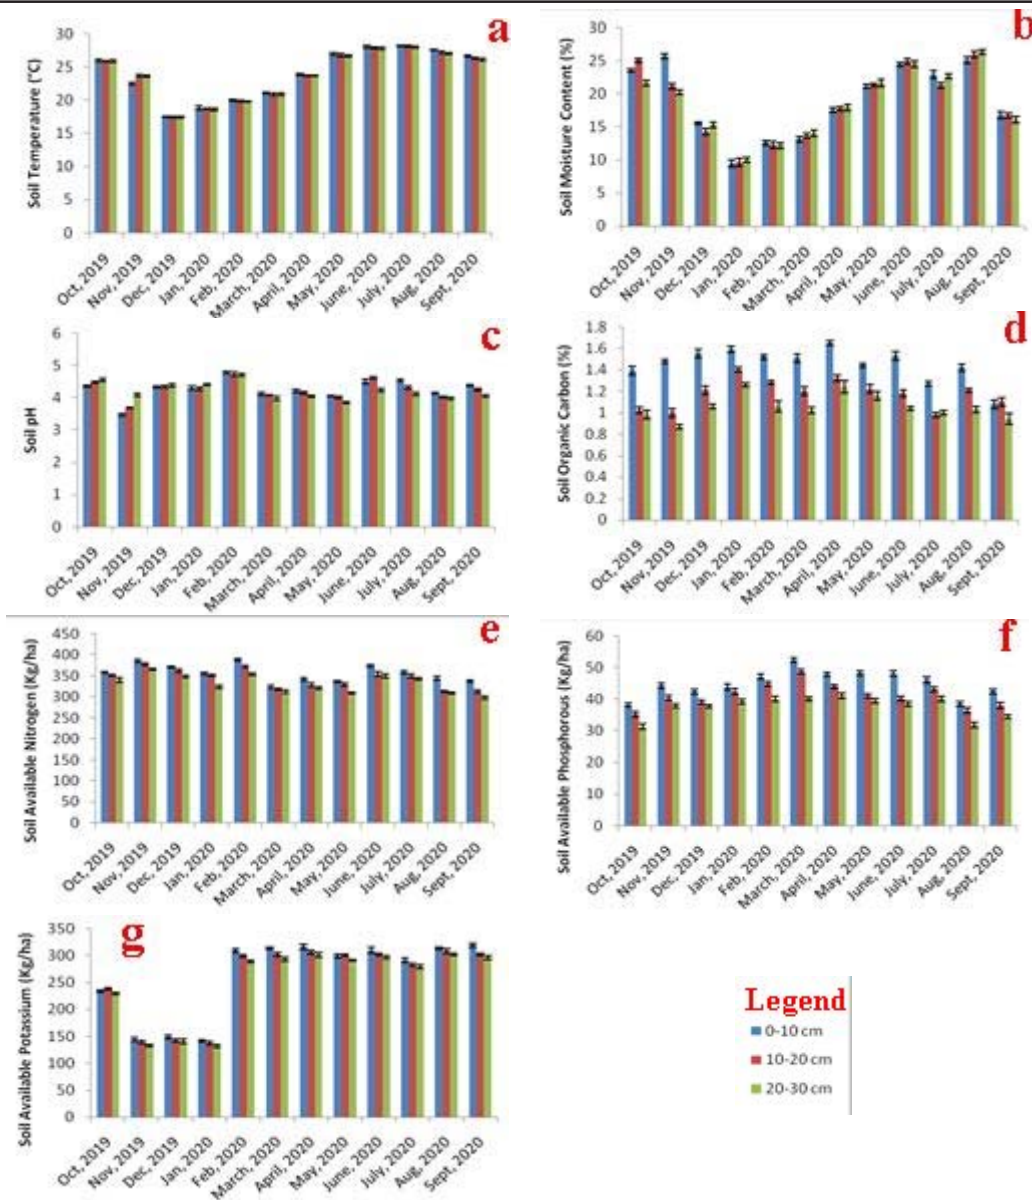 a
Soil Temperature (°C)
30
25
20
15
10
5
0
Oct, 2019
Nov, 2019
Dec, 2019
Jan, 2020
Feb, 2020
March, 2020
April, 2020
May, 2020
June, 2020
July, 2020
Aug, 2020
Sept, 2020
b
Soil Moisture Content (%)
30
25
20
15
10
5
0
Oct, 2019
Nov, 2019
Dec, 2019
Jan, 2020
Feb, 2020
March, 2020
April, 2020
May, 2020
June, 2020
July, 2020
Aug, 2020
Sept, 2020
c
Soil pH
6
5
4
3
2
1
0
Oct, 2019
Nov, 2019
Dec, 2019
Jan, 2020
Feb, 2020
March, 2020
April, 2020
May, 2020
June, 2020
July, 2020
Aug, 2020
Sept, 2020
d
Soil Organic Carbon (%)
1.8
1.6
1.4
1.2
1
0.8
0.6
0.4
0.2
0
Oct, 2019
Nov, 2019
Dec, 2019
Jan, 2020
Feb, 2020
March, 2020
April, 2020
May, 2020
June, 2020
July, 2020
Aug, 2020
Sept, 2020
e
Soil Available Nitrogen (Kg/ha)
450
400
350
300
250
200
150
100
50
0
Oct, 2019
Nov, 2019
Dec, 2019
Jan, 2020
Feb, 2020
March, 2020
April, 2020
May, 2020
June, 2020
July, 2020
Aug, 2020
Sept, 2020
f
Soil Available Phosphorous (Kg/ha)
60
50
40
30
20
10
0
Oct, 2019
Nov, 2019
Dec, 2019
Jan, 2020
Feb, 2020
March, 2020
April, 2020
May, 2020
June, 2020
July, 2020
Aug, 2020
Sept, 2020
g
Soil Available Potassium (Kg/ha)
350
300
250
200
150
100
50
0
Oct, 2019
Nov, 2019
Dec, 2019
Jan, 2020
Feb, 2020
March, 2020
April, 2020
May, 2020
June, 2020
July, 2020
Aug, 2020
Sept, 2020
Legend
0-10 cm
10-20 cm
20-30 cm